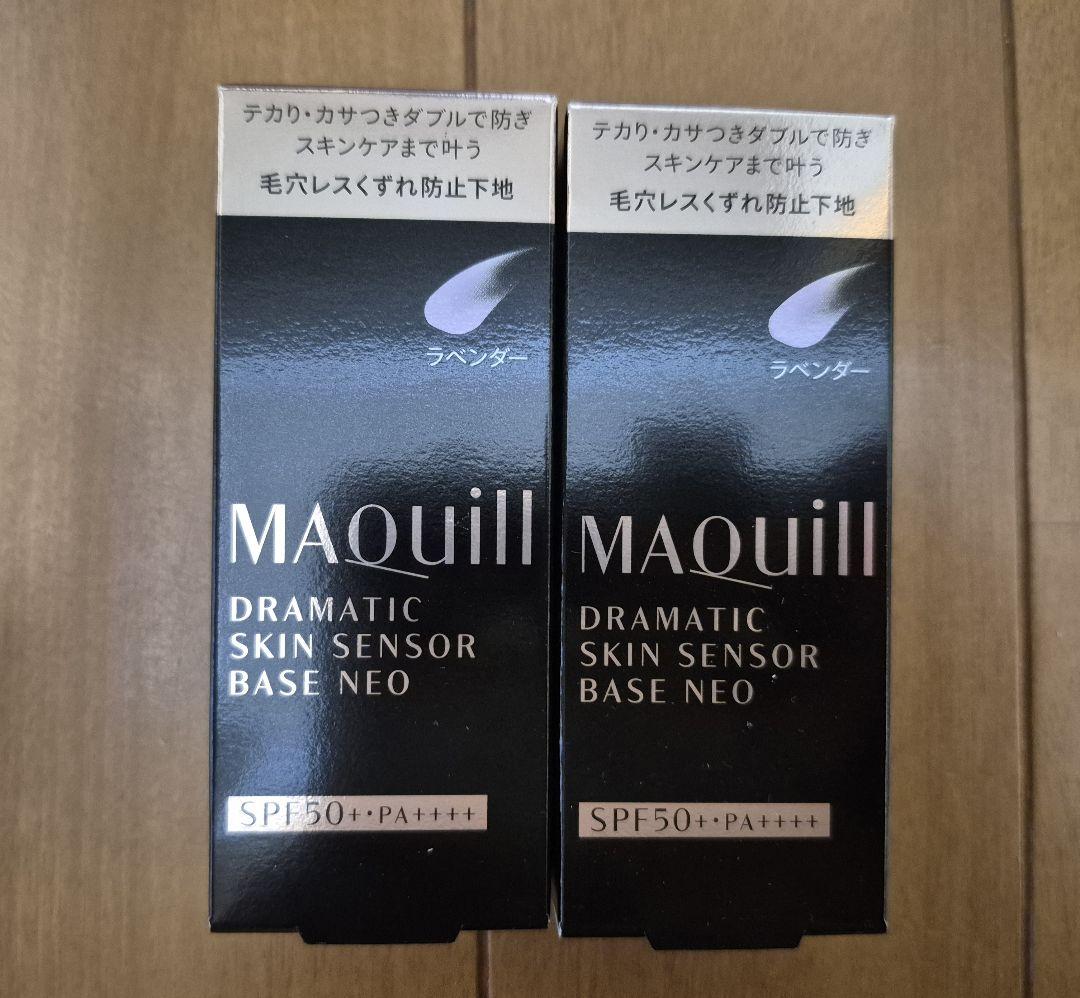 テカり・カサつきダブルで防ぎ
スキンケアまで叶う
毛穴レスくずれ防止下地
ラベンダー
MAQuill
DRAMATIC
SKIN SENSOR
BASE NEO
SPF50+・PA++++
テカり・カサつきダブルで防ぎ
スキンケアまで叶う
毛穴レスくずれ防止下地
ラベンダー
MAQuill
DRAMATIC
SKIN SENSOR
BASE NEO
SPF50+・PA++++